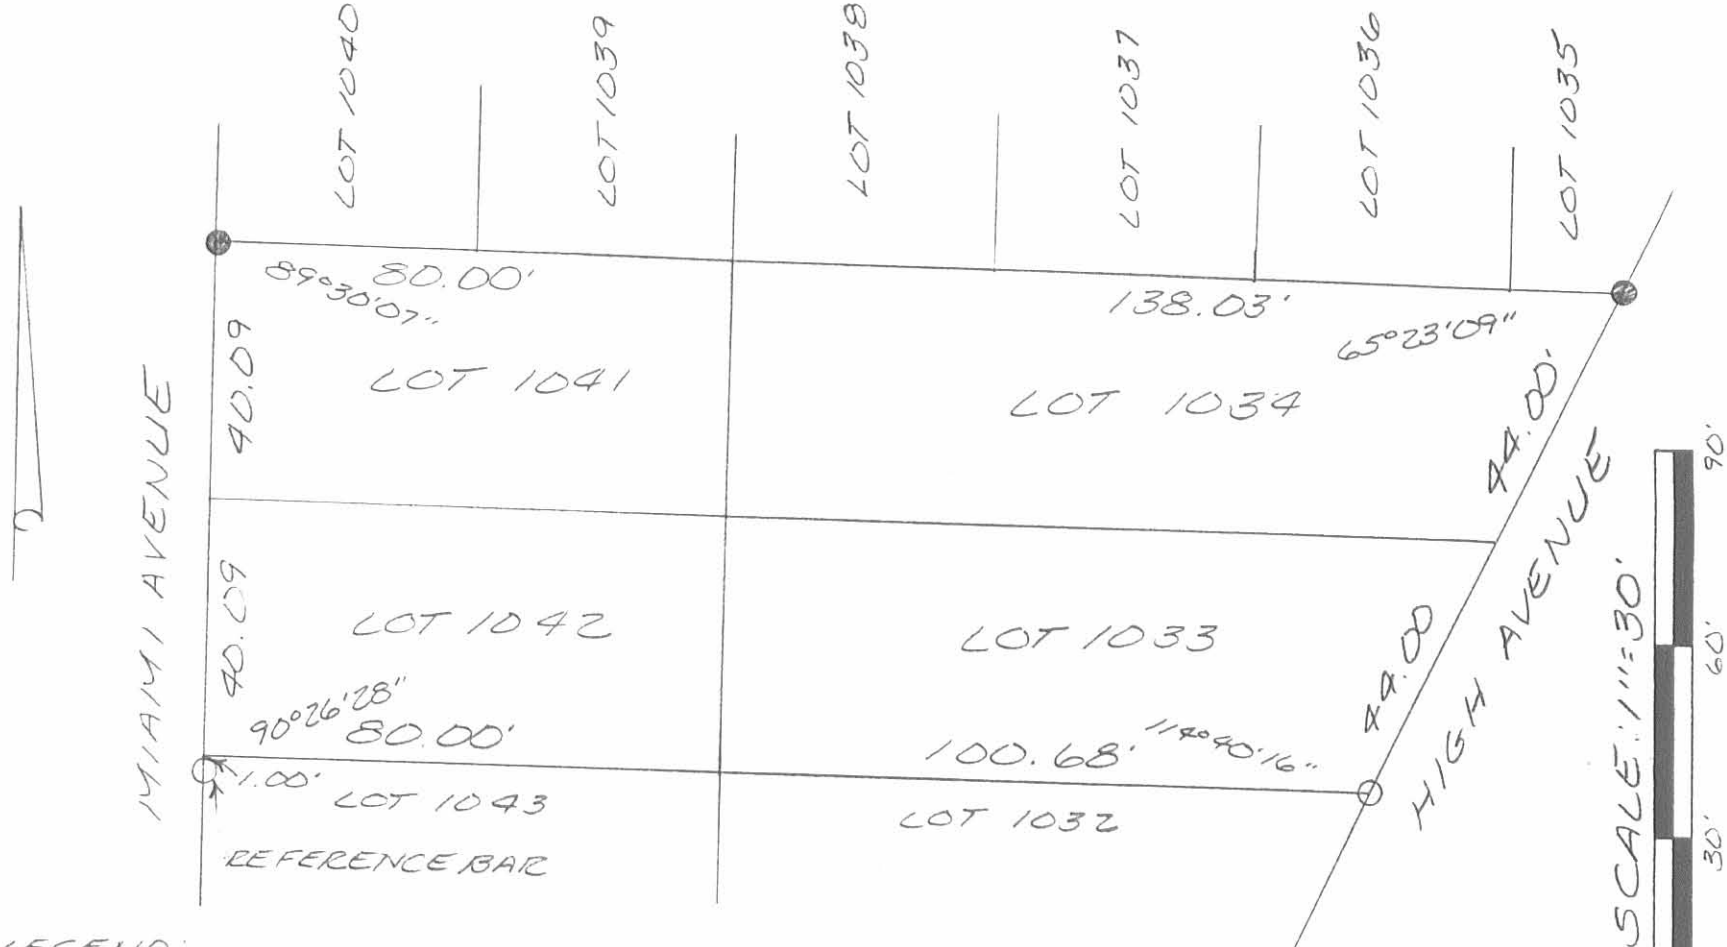 LOT 1040
LOT 1039
LOT 1038
LOT 1037
LOT 1036
LOT 1035
89°30'07"
80.00'
138.03'
65°23'09"
40.09
LOT 1041
LOT 1034
44.00'
MIAMI AVENUE
HIGH AVENUE
40.09
LOT 1042
LOT 1033
44.00
90°26'28"
80.00'
100.68'
114°40'16"
1.00'
LOT 1043
LOT 1032
REFERENCE BAR
SCALE: 1"=30'
90'
60'
30'
LEGEND: